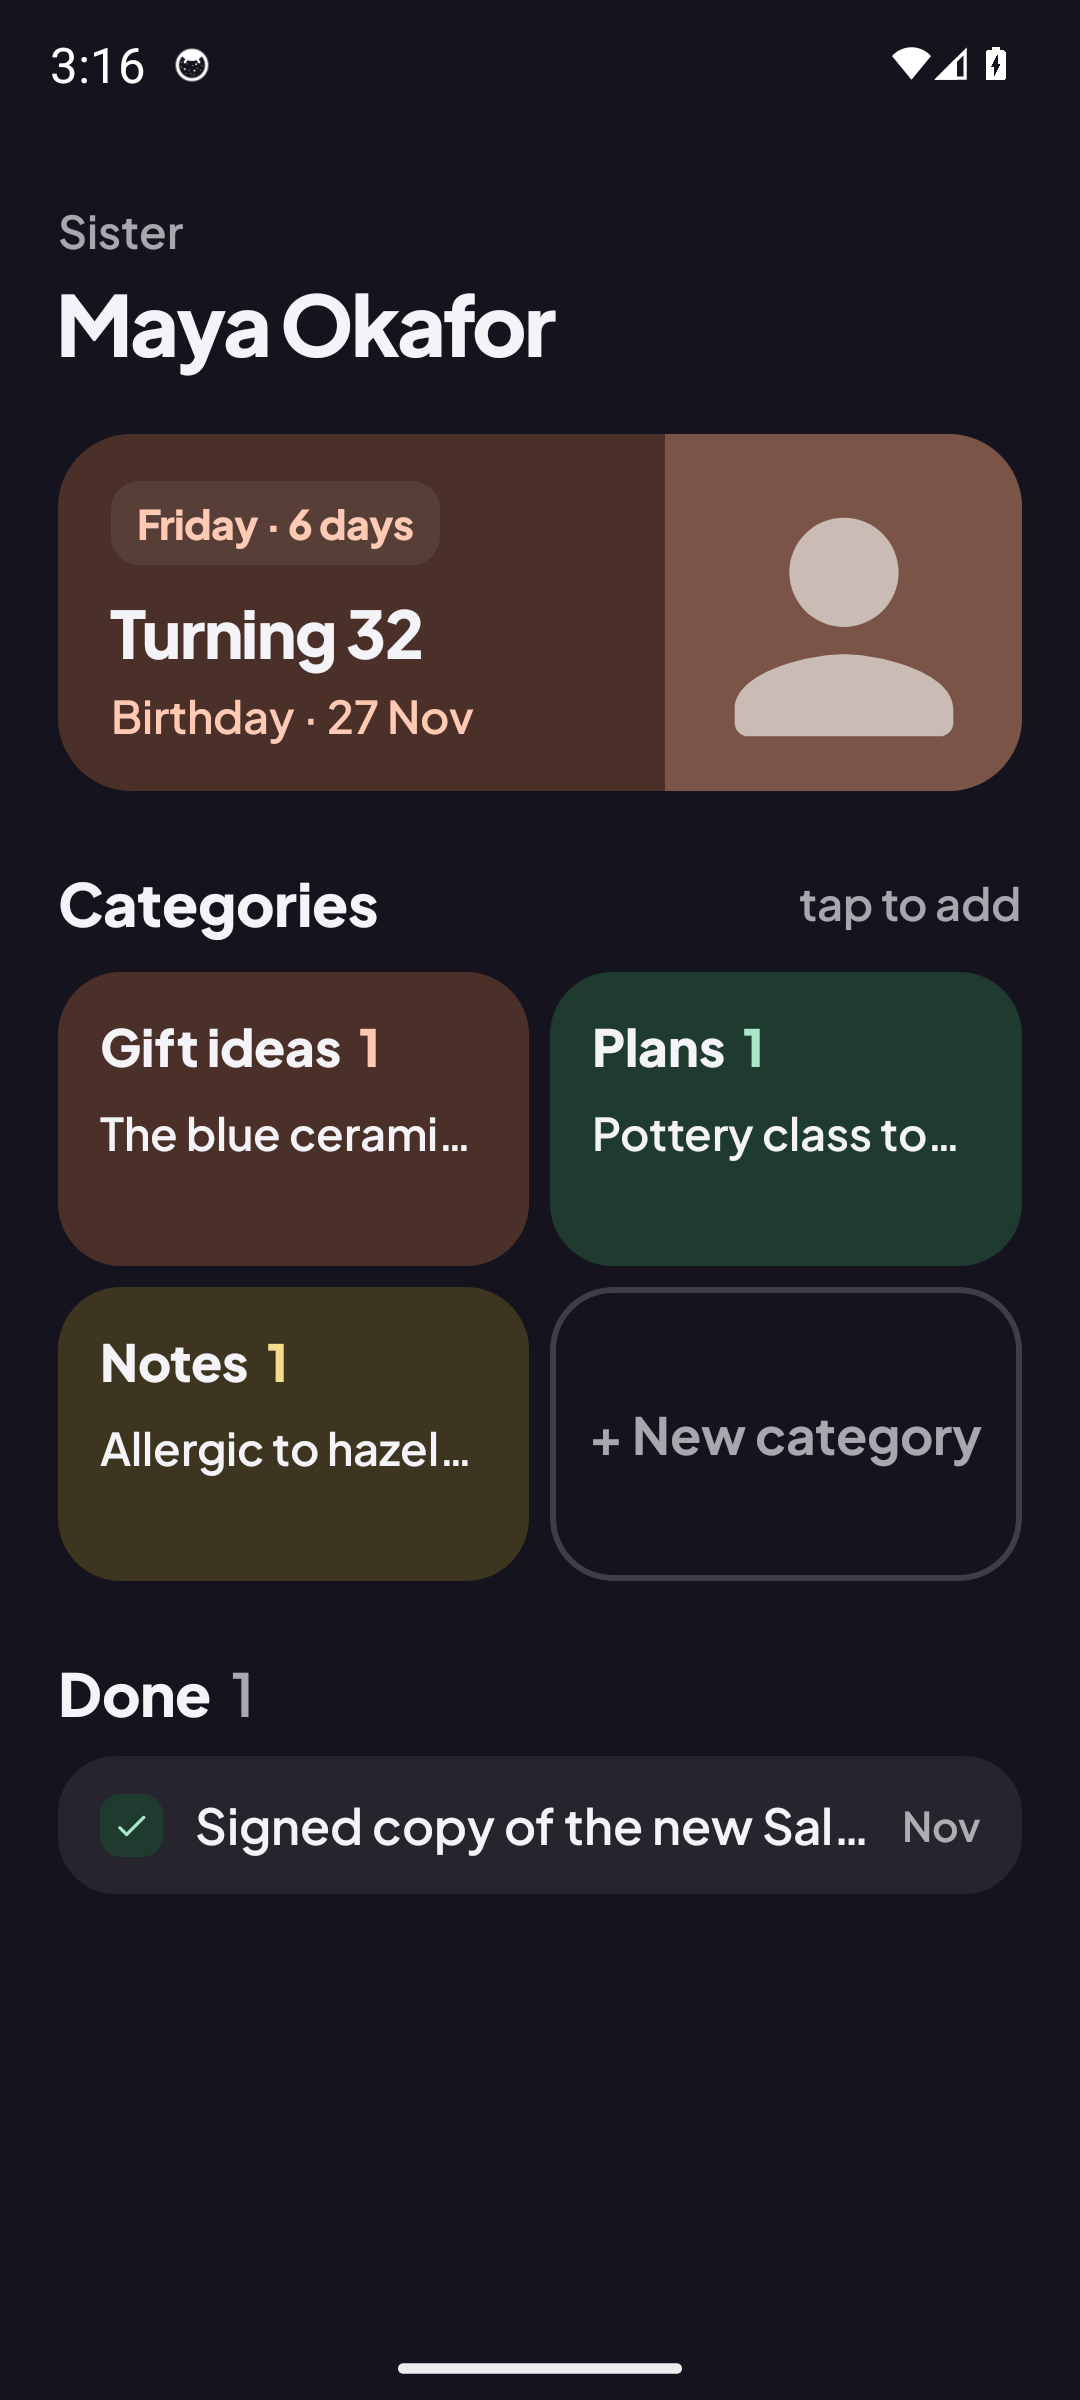 3:16
Sister
Maya Okafor
Friday · 6 days
Turning 32
Birthday · 27 Nov
Categories
tap to add
Gift ideas 1
The blue cerami…
Plans 1
Pottery class to…
Notes 1
Allergic to hazel…
+ New category
Done 1
Signed copy of the new Sal…
Nov